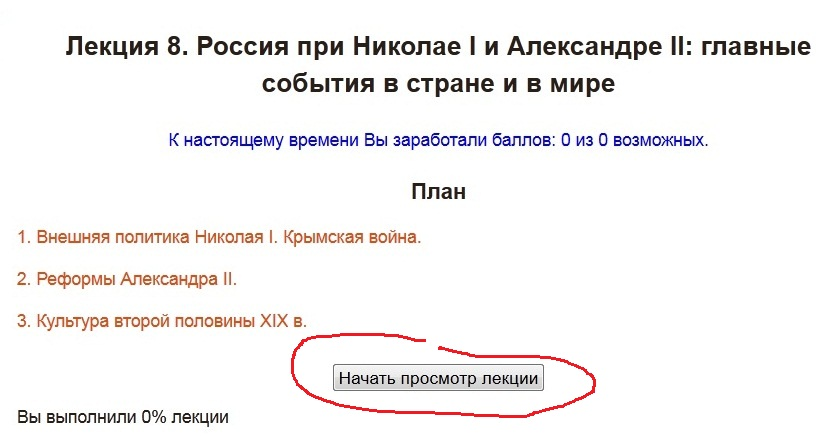 Лекция 8. Россия при Николае I и Александре II: главные
события в стране и в мире
К настоящему времени Вы заработали баллов: 0 из 0 возможных.
План
1. Внешняя политика Николая I. Крымская война.
2. Реформы Александра II.
3. Культура второй половины XIX в.
Начать просмотр лекции
Вы выполнили 0% лекции